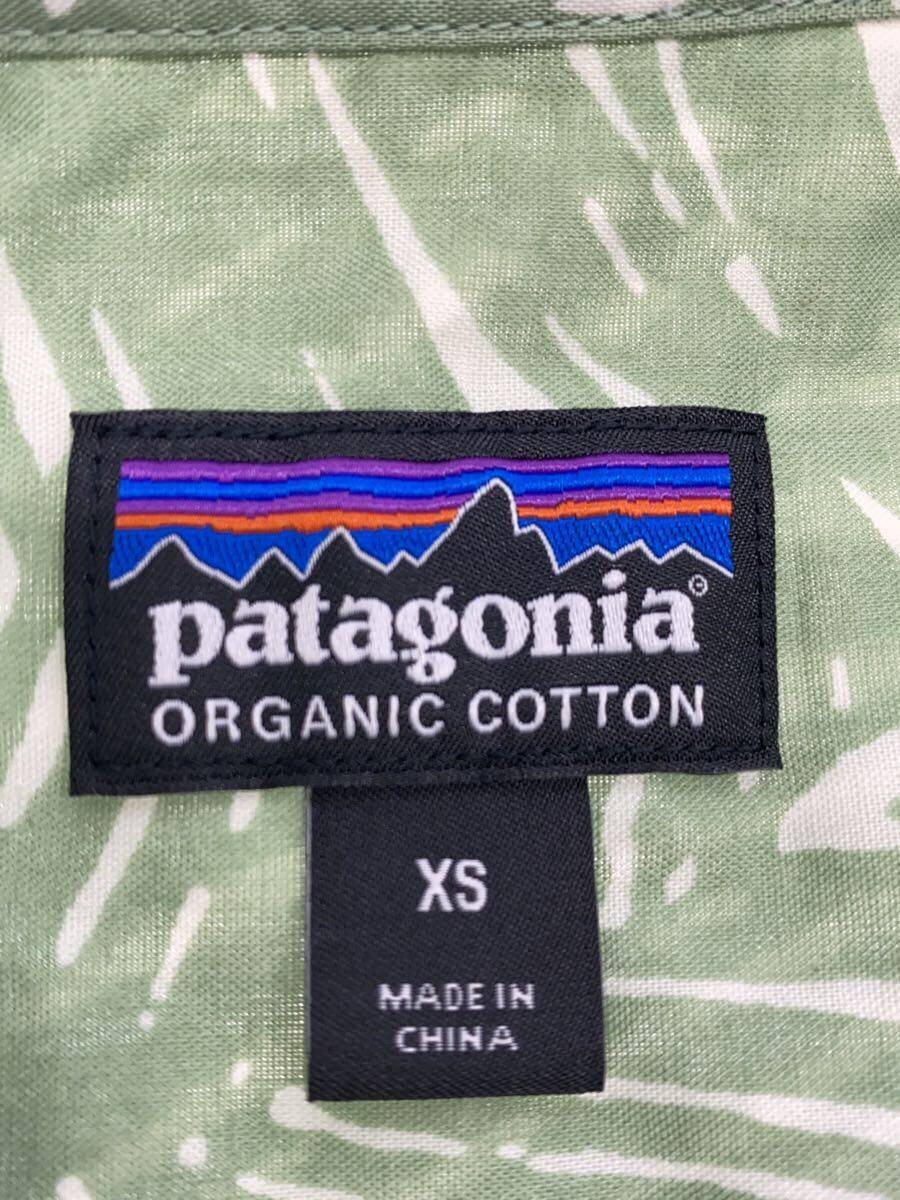 patagonia®
ORGANIC COTTON
XS
MADE IN
CHINA